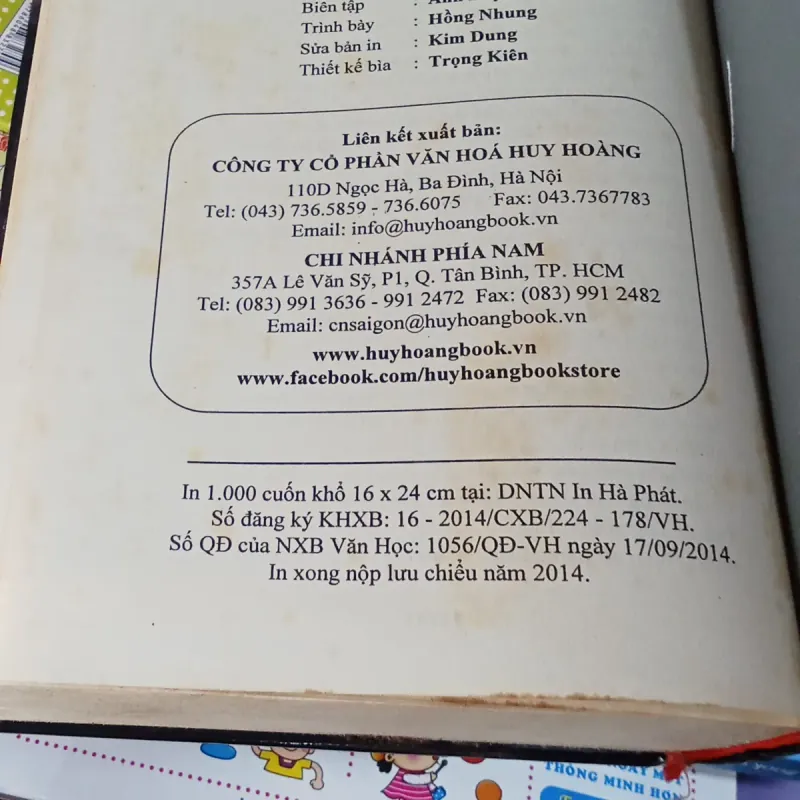 Biên tập :
Trình bày : Hồng Nhung
Sửa bản in : Kim Dung
Thiết kế bìa : Trọng Kiên
Liên kết xuất bản:
CÔNG TY CỔ PHẦN VĂN HOÁ HUY HOÀNG
110D Ngọc Hà, Ba Đình, Hà Nội
Tel: (043) 736.5859 - 736.6075 Fax: 043.7367783
Email: info@huyhoangbook.vn
CHI NHÁNH PHÍA NAM
357A Lê Văn Sỹ, P1, Q. Tân Bình, TP. HCM
Tel: (083) 991 3636 - 991 2472 Fax: (083) 991 2482
Email: cnsaigon@huyhoangbook.vn
www.huyhoangbook.vn
www.facebook.com/huyhoangbookstore
In 1.000 cuốn khổ 16 x 24 cm tại: DNTN In Hà Phát.
Số đăng ký KHXB: 16 - 2014/CXB/224 - 178/VH.
Số QĐ của NXB Văn Học: 1056/QĐ-VH ngày 17/09/2014.
In xong nộp lưu chiểu năm 2014.
THÔNG MINH HƠN